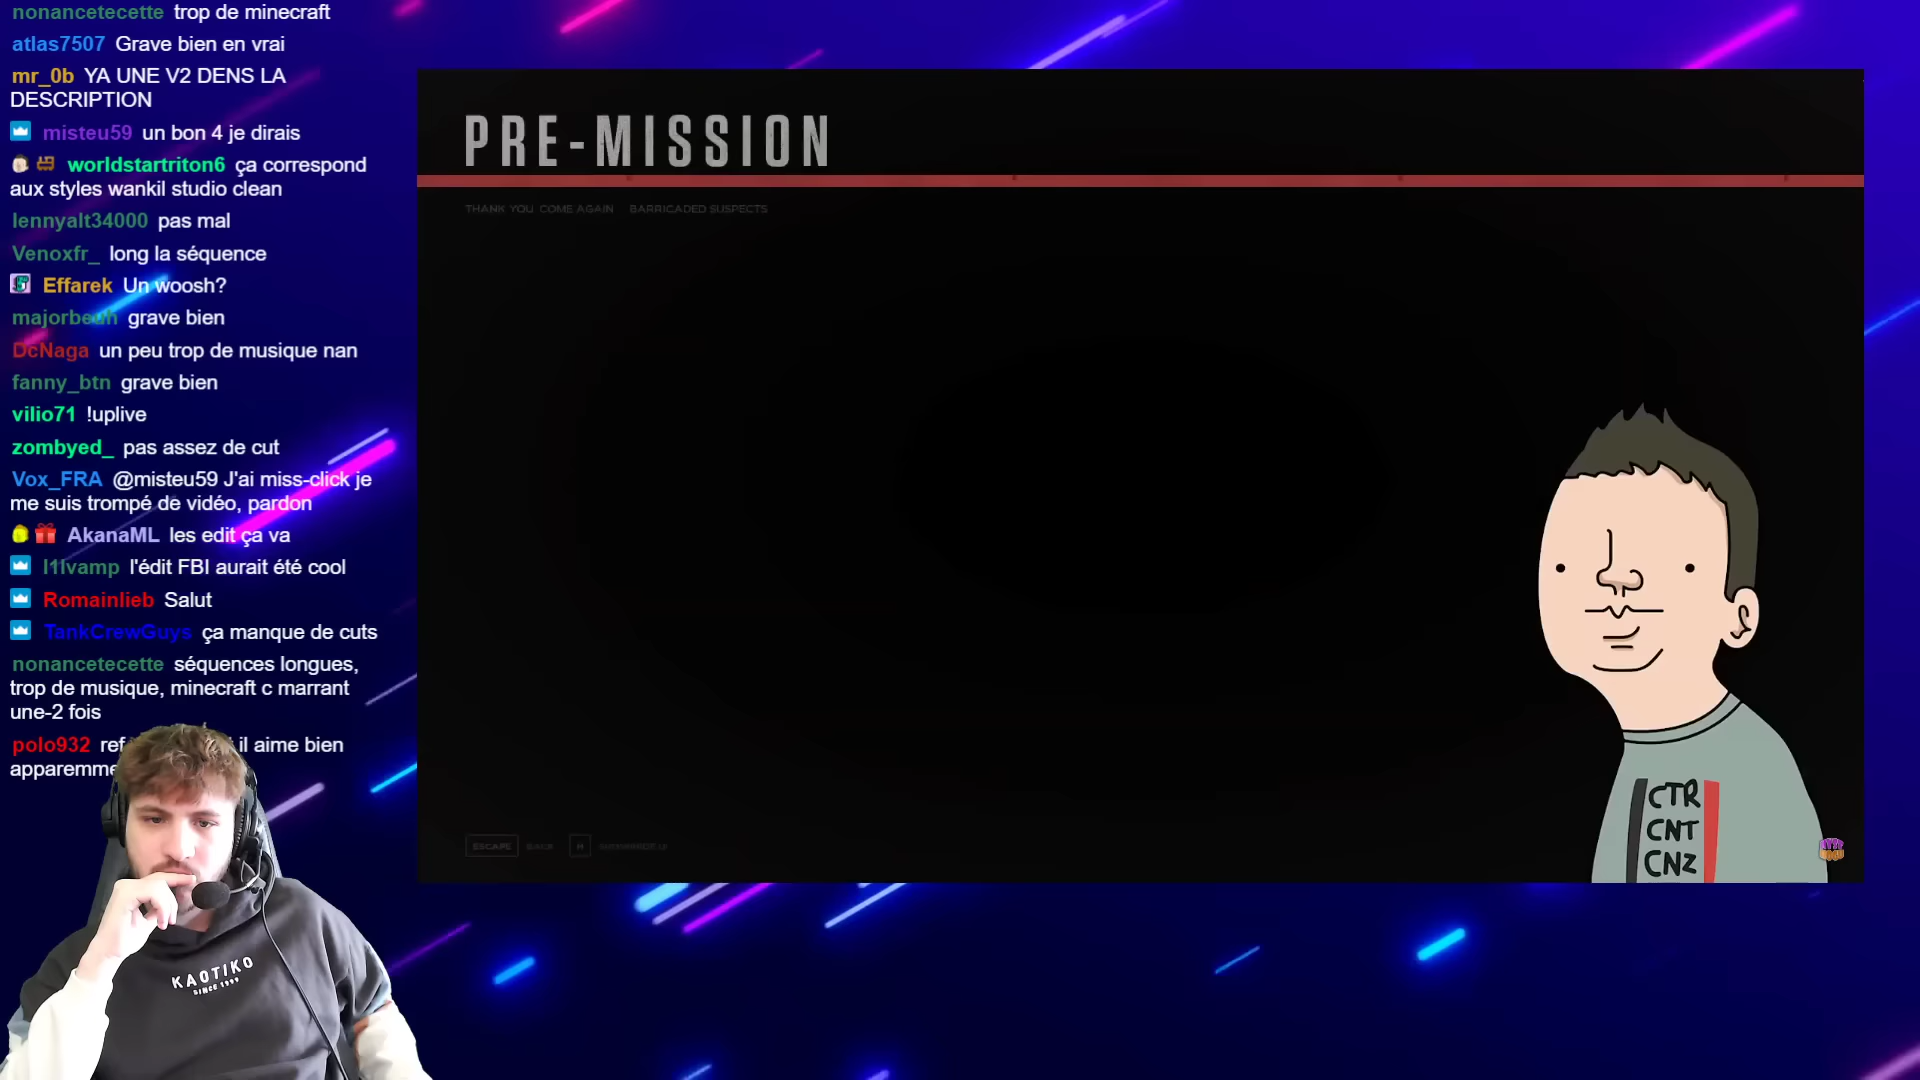 nonancetecette trop de minecraft
atlas7507 Grave bien en vrai
mr_0b YA UNE V2 DENS LA
DESCRIPTION
misteu59 un bon 4 je dirais
worldstartriton6 ça correspond
aux styles wankil studio clean
lennyalt34000 pas mal
Venoxfr_ long la séquence
Effarek Un woosh?
majorbeuh grave bien
DcNaga un peu trop de musique nan
fanny_btn grave bien
vilio71 !uplive
zombyed_ pas assez de cut
Vox_FRA @misteu59 J'ai miss-click je
me suis trompé de vidéo, pardon
AkanaML les edit ça va
l'édit FBI aurait été cool
Romainlieb Salut
TankCrewGuys ça manque de cuts
nonancetecette séquences longues,
trop de musique, minecraft c marrant
une-2 fois
polo932 ref il aime bien
apparemme
KAOTIKO
SINCE 1999
PRE-MISSION
THANK YOU COME AGAIN BARRICADED SUSPECTS
ESCAPE BACK H
CTR
CNT
CNZ